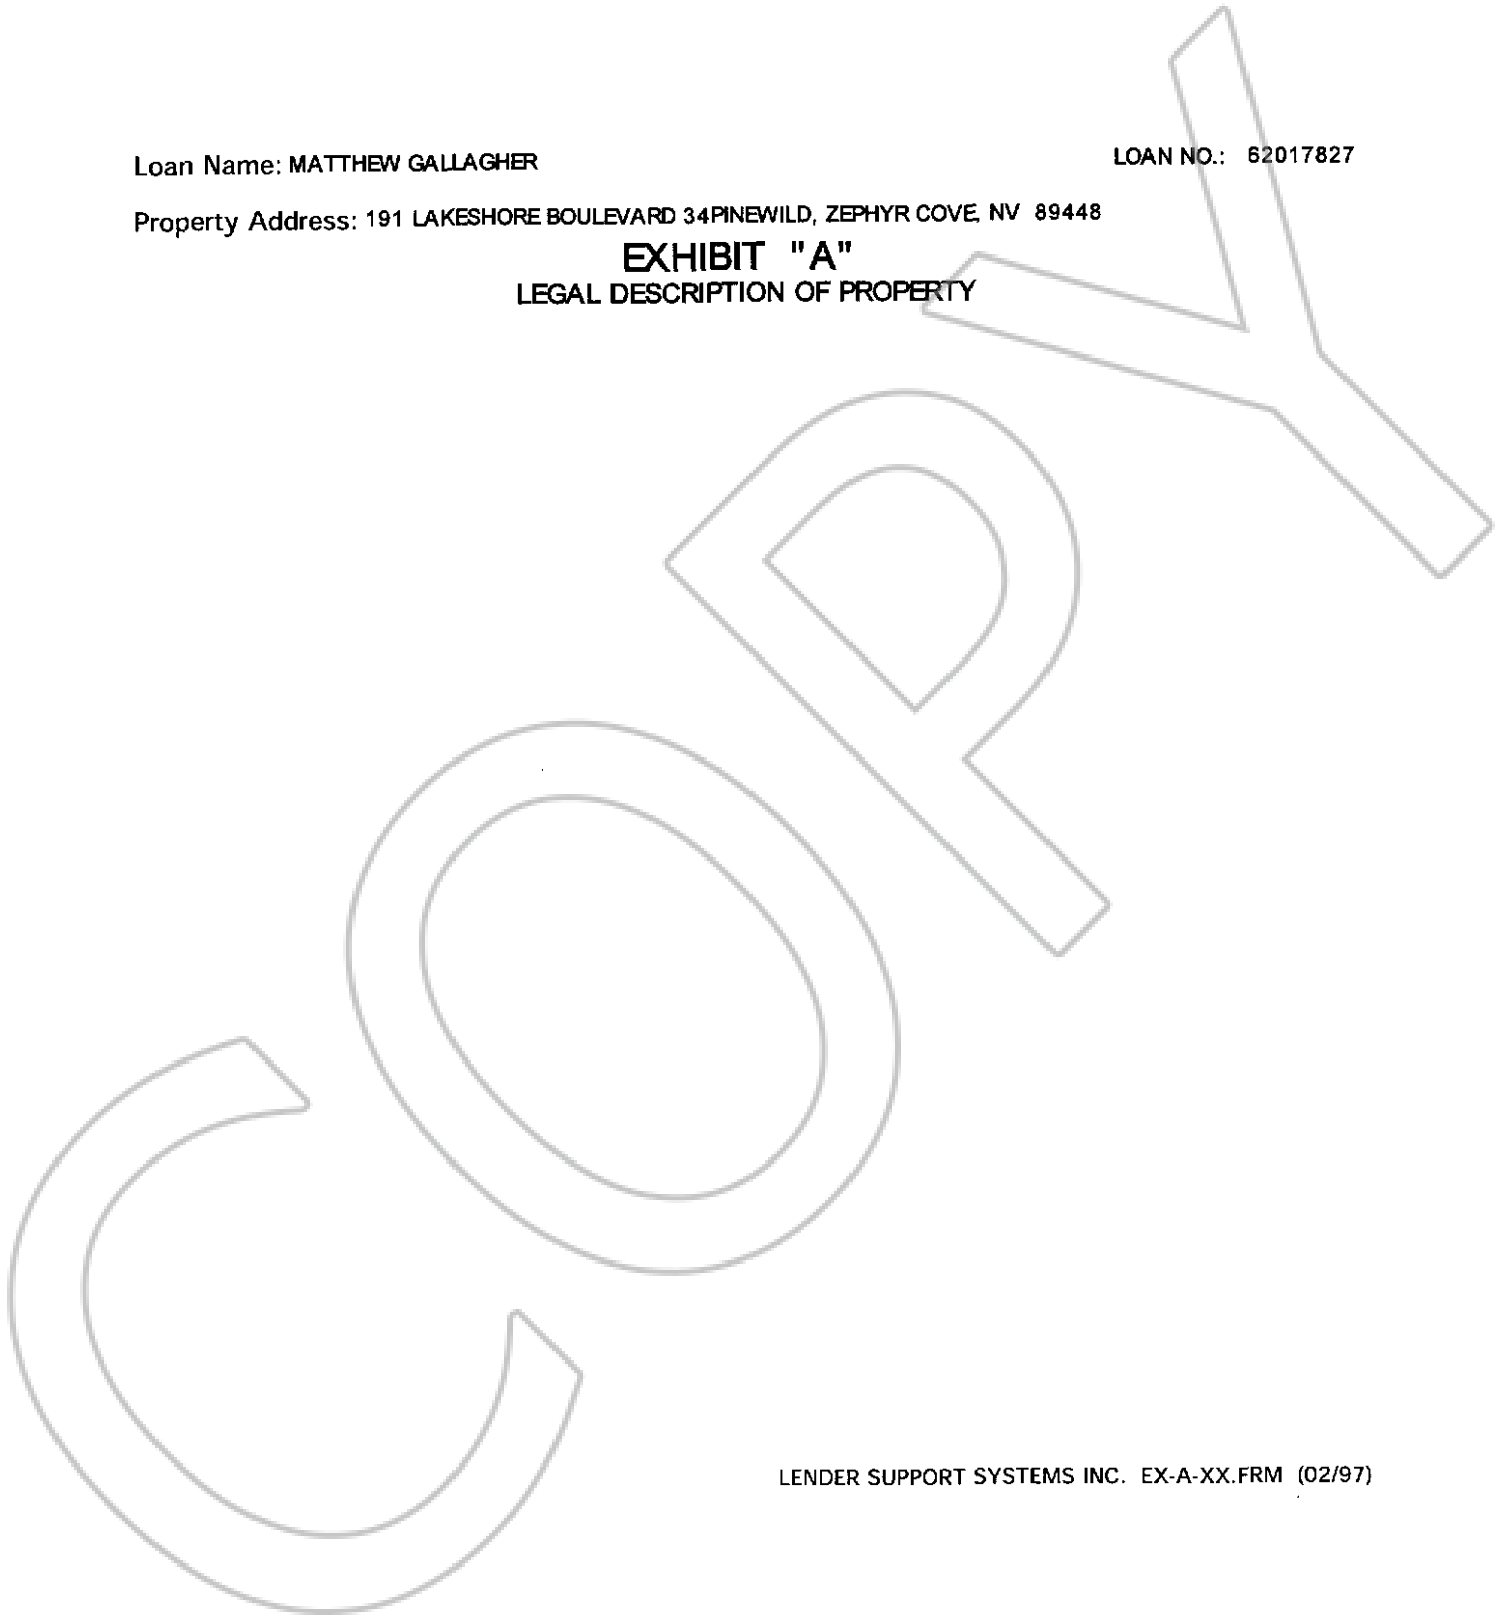 Loan Name: MATTHEW GALLAGHER LOAN NO.: 62017827
Property Address: 191 LAKESHORE BOULEVARD 34PINEWILD, ZEPHYR COVE, NV 89448
EXHIBIT "A"
LEGAL DESCRIPTION OF PROPERTY
COPY
LENDER SUPPORT SYSTEMS INC. EX-A-XX.FRM (02/97)